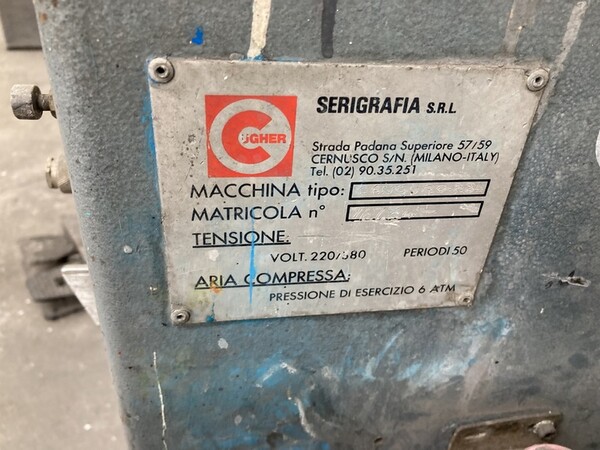 CUGHER
SERIGRAFIA S.R.L
Strada Padana Superiore 57/59
CERNUSCO S/N. (MILANO-ITALY)
Tel. (02) 90.35.251
MACCHINA tipo:
MATRICOLA n°
TENSIONE:
VOLT. 220/380 PERIODI 50
ARIA COMPRESSA:
PRESSIONE DI ESERCIZIO 6 ATM